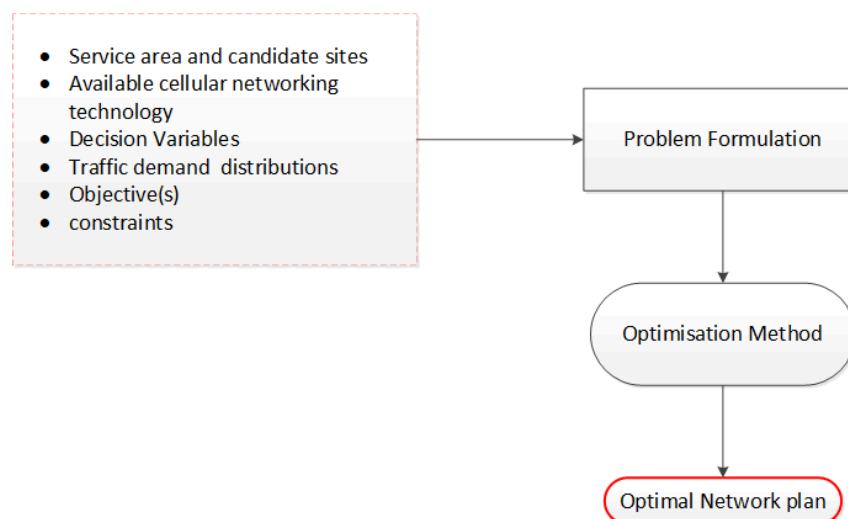 • Service area and candidate sites
• Available cellular networking
technology
• Decision Variables
• Traffic demand distributions
• Objective(s)
• constraints
Problem Formulation
Optimisation Method
Optimal Network plan